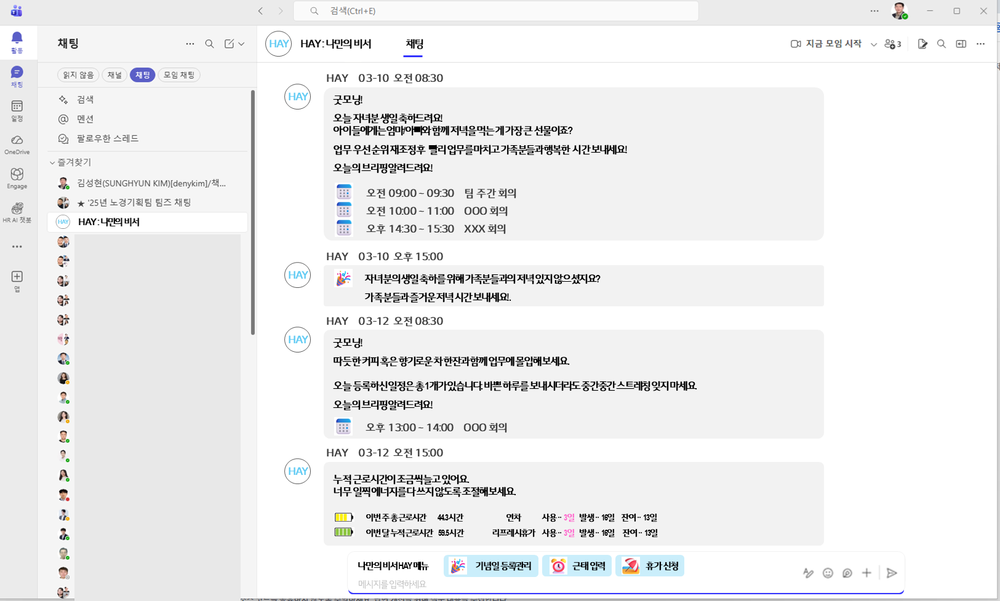 검색(Ctrl+E)
활동
채팅
일정
OneDrive
Engage
HR AI 챗봇
앱
채팅
읽지 않음
채널
채팅
모임 채팅
검색
멘션
팔로우한 스레드
즐겨찾기
김성현(SUNGHYUN KIM)[denykim]/책...
★ '25년 노경기획팀 팀즈 채팅
HAY
HAY : 나만의 비서
HAY
HAY : 나만의 비서
채팅
지금 모임 시작
3
HAY 03-10 오전 08:30
HAY
굿모닝!
오늘 자녀분 생일 축하드려요!
아이들에게는 엄마/아빠와 함께 저녁을 먹는 게 가장 큰 선물이죠?
업무 우선 순위 재조정후 빨리 업무를 마치고 가족분들과 행복한 시간 보내세요!
오늘의 브리핑 알려드려요!
오전 09:00 ~ 09:30 팀 주간 회의
오전 10:00 ~ 11:00 OOO 회의
오후 14:30 ~ 15:30 XXX 회의
HAY 03-10 오후 15:00
HAY
자녀 분의 생일 축하를 위해 가족분들과의 저녁 있지 않으셨지요?
가족분들과 즐거운 저녁 시간 보내세요!.
HAY 03-12 오전 08:30
HAY
굿모닝!
따듯한 커피 혹은 향기로운 차 한잔과 함께 업무에 몰입해 보세요.
오늘 등록하신 일정은 총 1개가 있습니다. 바쁜 하루를 보내시더라도 중간중간 스트레칭 잊지 마세요.
오늘의 브리핑 알려드려요!
오후 13:00 ~ 14:00 OOO 회의
HAY 03-12 오전 15:00
HAY
누적 근로시간이 조금씩 늘고 있어요.
너무 일찍 에너지를 다 쓰지 않도록 조절해 보세요.
이번 주 총 근로시간 44.3시간 연차 사용 ·· 3일 발생 ·· 16일 잔여 ·· 13일
이번 달 누적 근로시간 59.5시간 리프레시휴가 사용 ·· 3일 발생 ·· 16일 잔여 ·· 13일
나만의 비서 HAY 메뉴
기념일 등록관리
근태 입력
휴가 신청
메시지를 입력하세요